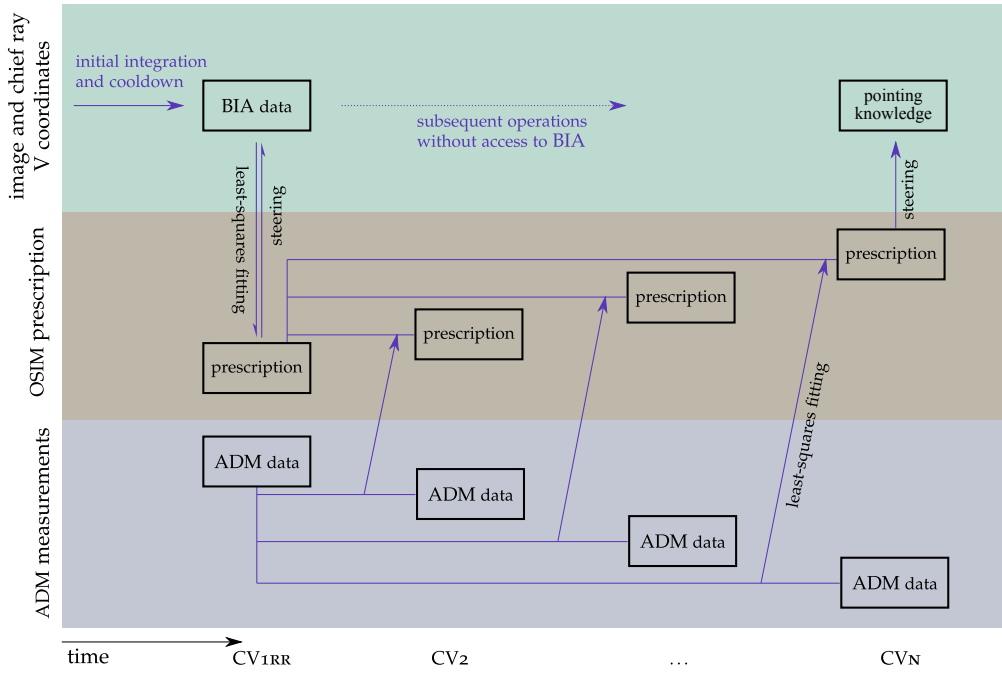 image and chief ray
V coordinates
initial integration
and cooldown
BIA data
subsequent operations
without access to BIA
pointing
knowledge
least-squares fitting
steering
steering
OSIM prescription
prescription
prescription
prescription
prescription
least-squares fitting
ADM measurements
ADM data
ADM data
ADM data
ADM data
time
CV1RR
CV2
...
CVN